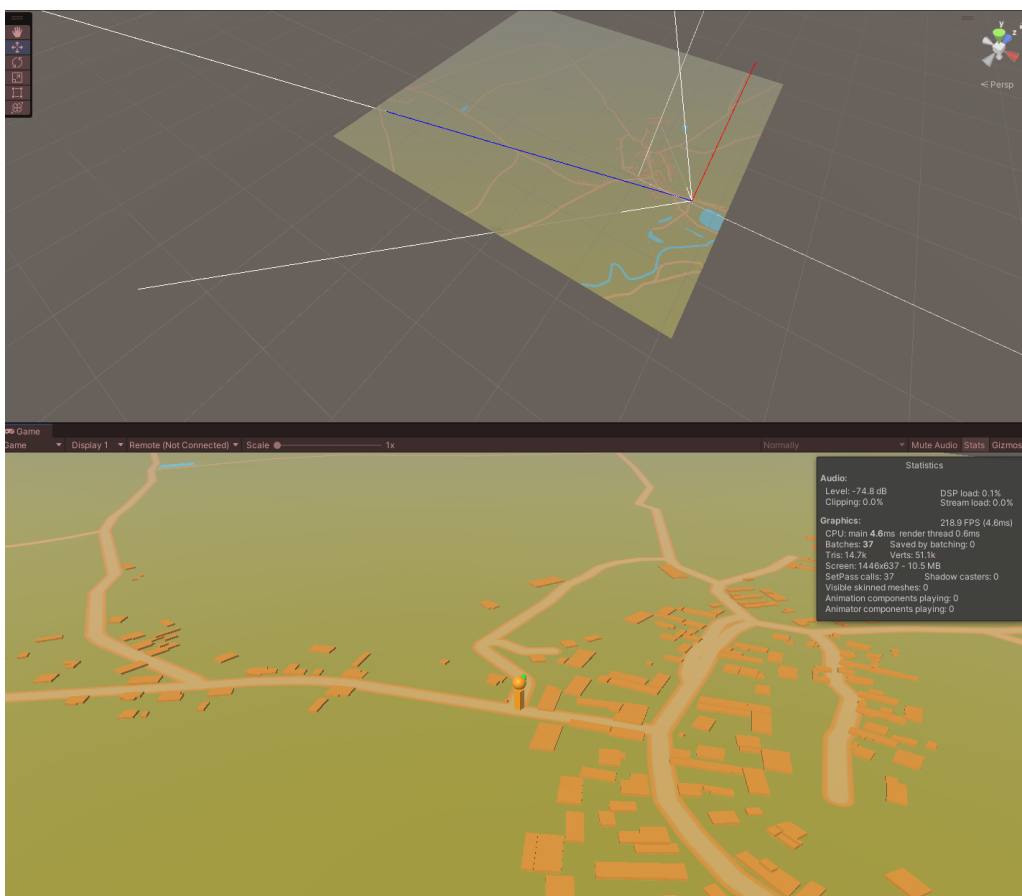 y
z
x
Persp
Game
Game Display 1 Remote (Not Connected) Scale 1x Normally Mute Audio Stats Gizmos
Statistics
Audio:
Level: -74.8 dB DSP load: 0.1%
Clipping: 0.0% Stream load: 0.0%
Graphics: 218.9 FPS (4.6ms)
CPU: main 4.6ms render thread 0.6ms
Batches: 37 Saved by batching: 0
Tris: 14.7k Verts: 51.1k
Screen: 1446x637 - 10.5 MB
SetPass calls: 37 Shadow casters: 0
Visible skinned meshes: 0
Animation components playing: 0
Animator components playing: 0